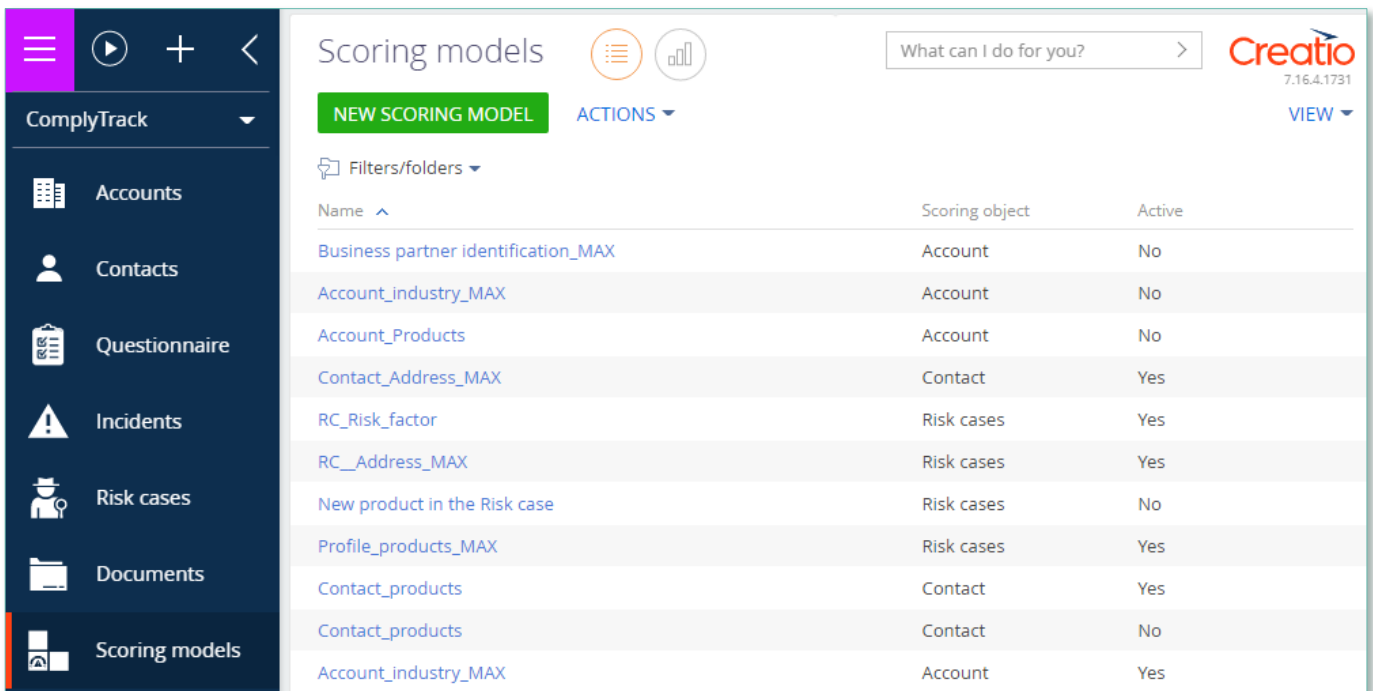 ComplyTrack
Accounts
Contacts
Questionnaire
Incidents
Risk cases
Documents
Scoring models
Scoring models
What can I do for you?
Creatio
7.16.4.1731
NEW SCORING MODEL ACTIONS VIEW
Filters/folders
Name Scoring object Active
Business partner identification_MAX Account No
Account_industry_MAX Account No
Account_Products Account No
Contact_Address_MAX Contact Yes
RC_Risk_factor Risk cases Yes
RC__Address_MAX Risk cases Yes
New product in the Risk case Risk cases No
Profile_products_MAX Risk cases Yes
Contact_products Contact Yes
Contact_products Contact No
Account_industry_MAX Account Yes